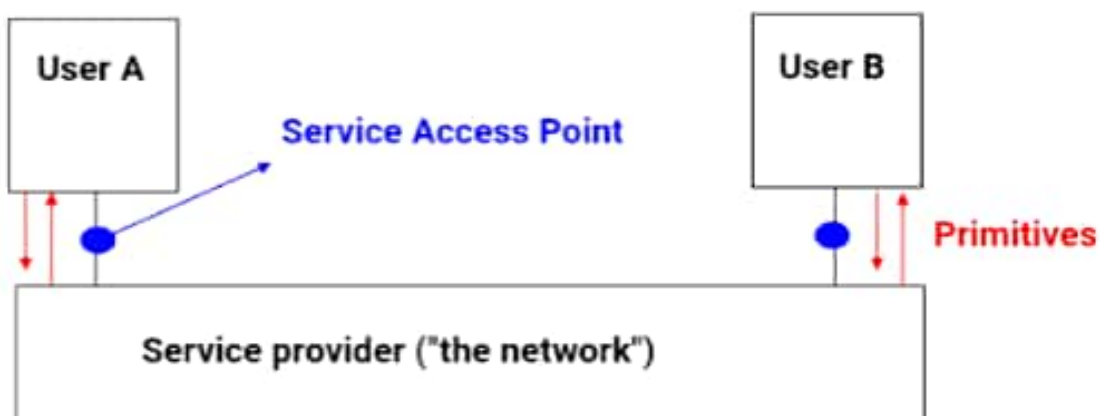 User A
User B
Service Access Point
Primitives
Service provider ("the network")